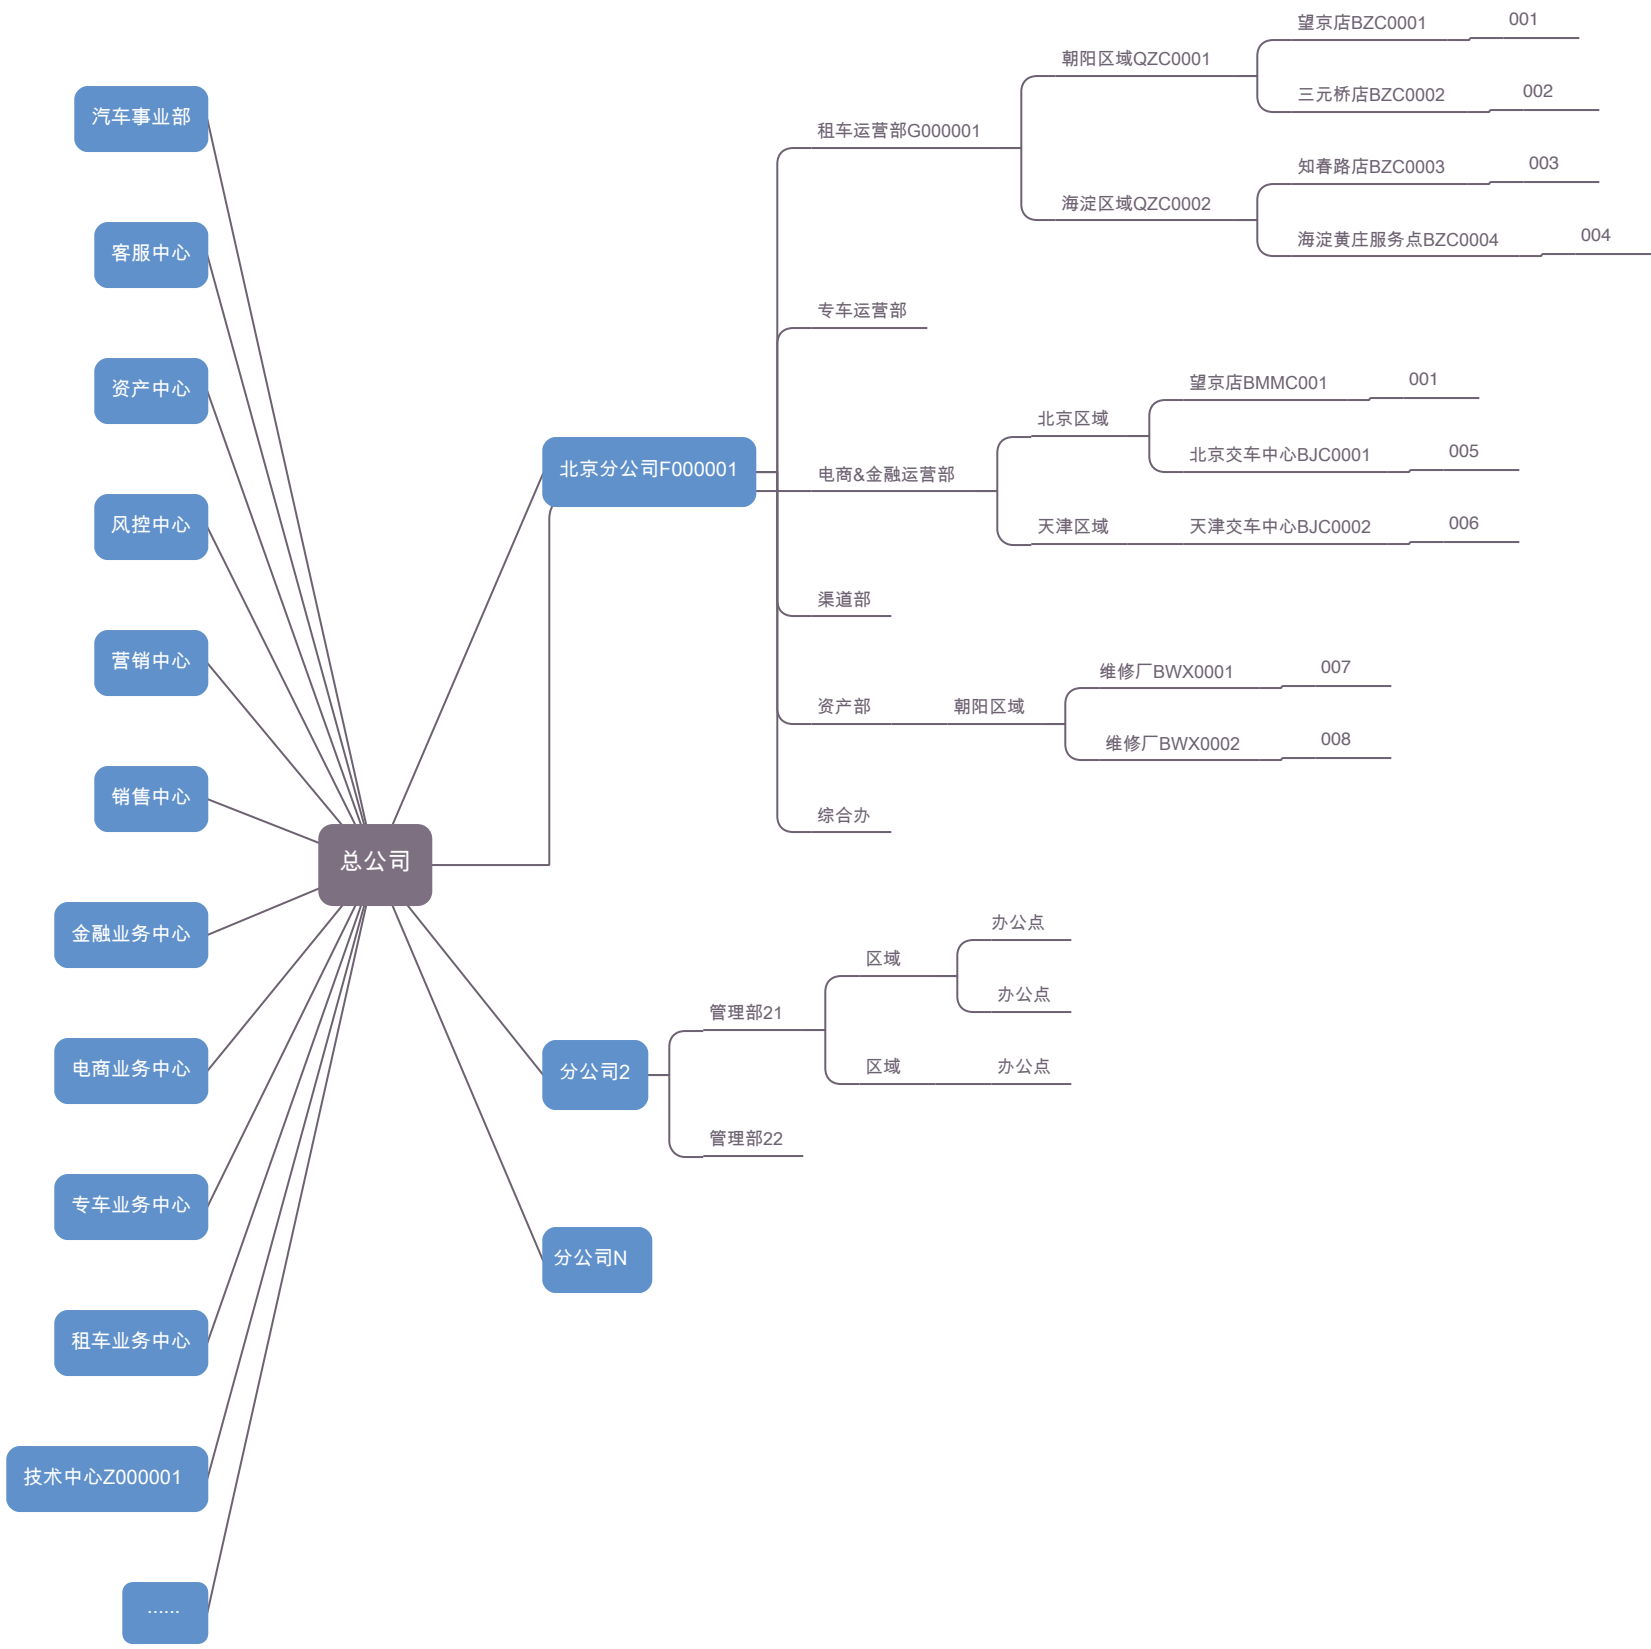 汽车事业部
客服中心
资产中心
风控中心
营销中心
销售中心
金融业务中心
电商业务中心
专车业务中心
租车业务中心
技术中心Z000001
......
总公司
北京分公司F000001
租车运营部G000001
朝阳区域QZC0001
望京店BZC0001
001
三元桥店BZC0002
002
海淀区域QZC0002
知春路店BZC0003
003
海淀黄庄服务点BZC0004
004
专车运营部
电商&金融运营部
北京区域
望京店BMMC001
001
北京交车中心BJC0001
005
天津区域
天津交车中心BJC0002
006
渠道部
资产部
朝阳区域
维修厂BWX0001
007
维修厂BWX0002
008
综合办
分公司2
管理部21
区域
办公点
办公点
区域
办公点
管理部22
分公司N